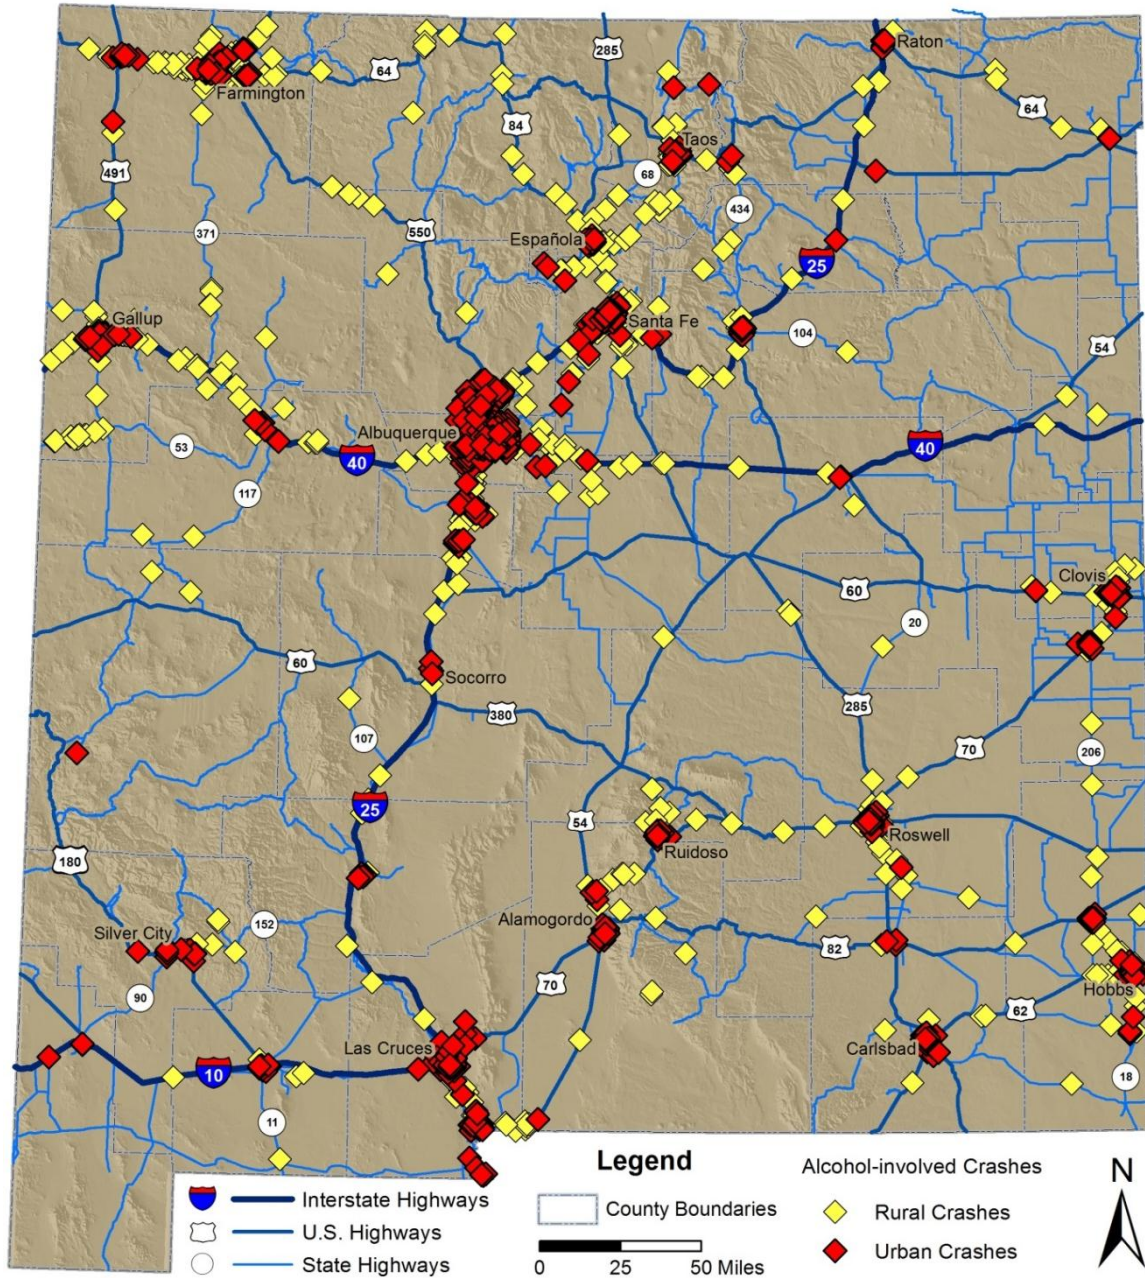 Raton
285
64
Farmington
64
84
Taos
491
68
434
371
550
Española
25
Gallup
Santa Fe
104
54
Albuquerque
53
40
40
117
Clovis
60
20
60
Socorro
380
285
107
70
206
25
54
Roswell
Ruidoso
180
Silver City
152
Alamogordo
82
90
70
Hobbs
62
Las Cruces
Carlsbad
10
18
11
Legend
Interstate Highways
U.S. Highways
State Highways
County Boundaries
0 25 50 Miles
Alcohol-involved Crashes
Rural Crashes
Urban Crashes
N